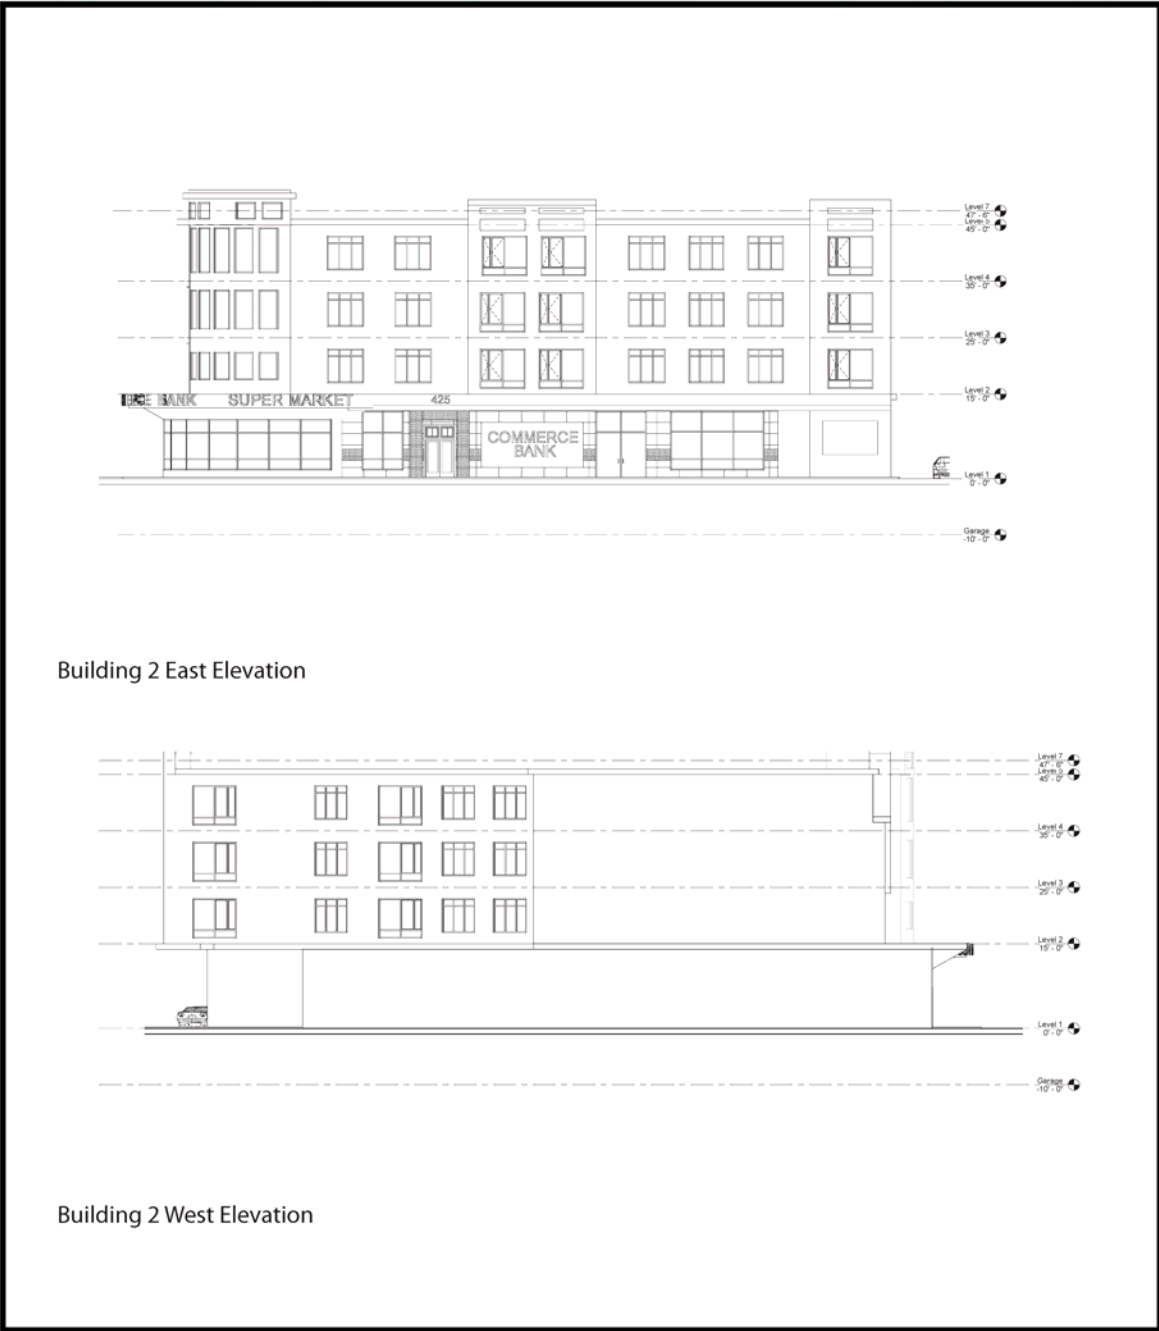 Level 7
47' - 6"
45' - 0"
Level 4
35' - 0"
Level 3
25' - 0"
Level 2
15' - 0"
BANK SUPER MARKET 425
COMMERCE
BANK
Level 1
0' - 0"
Garage
-10' - 0"
Building 2 East Elevation
Level 7
47' - 6"
45' - 0"
Level 4
35' - 0"
Level 3
25' - 0"
Level 2
15' - 0"
Level 1
0' - 0"
Garage
-10' - 0"
Building 2 West Elevation